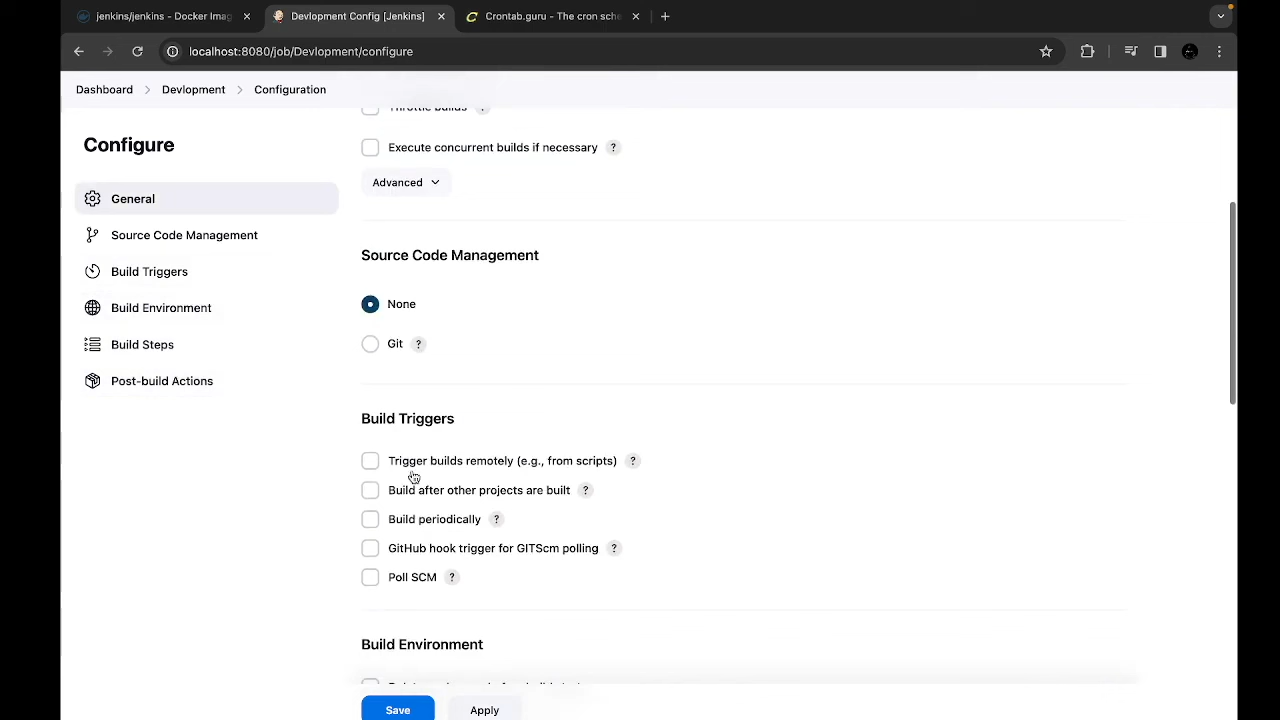 jenkins/jenkins - Docker Imag
Devlopment Config [Jenkins]
Crontab.guru - The cron sche
localhost:8080/job/Devlopment/configure
Dashboard
Devlopment
Configuration
Configure
General
Source Code Management
Build Triggers
Build Environment
Build Steps
Post-build Actions
Throttle builds ?
Execute concurrent builds if necessary ?
Advanced
Source Code Management
None
Git ?
Build Triggers
Trigger builds remotely (e.g., from scripts) ?
Build after other projects are built ?
Build periodically ?
GitHub hook trigger for GITScm polling ?
Poll SCM ?
Build Environment
Save
Apply